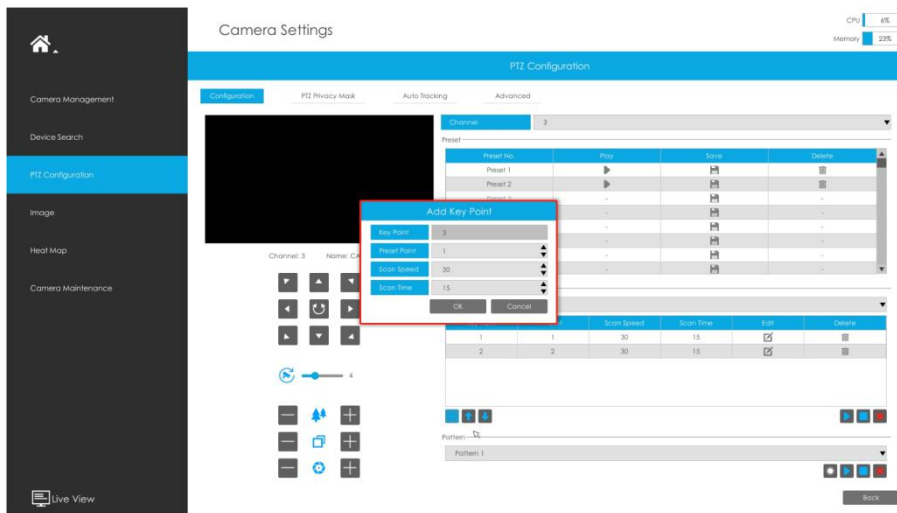 Camera Settings
CPU 6%
Memory 23%
PTZ Configuration
Camera Management
Device Search
PTZ Configuration
Image
Heat Map
Camera Maintenance
Live View
Configuration
PTZ Privacy Mask
Auto Tracking
Advanced
Channel 3
Preset
Preset No. Play Save Delete
Preset 1
Preset 2
Add Key Point
Key Point 3
Preset Point 1
Scan Speed 30
Scan Time 15
OK Cancel
Channel: 3 Name: CA
4
Scan Speed Scan Time Edit Delete
1 1 30 15
2 2 30 15
Pattern
Pattern 1
Back